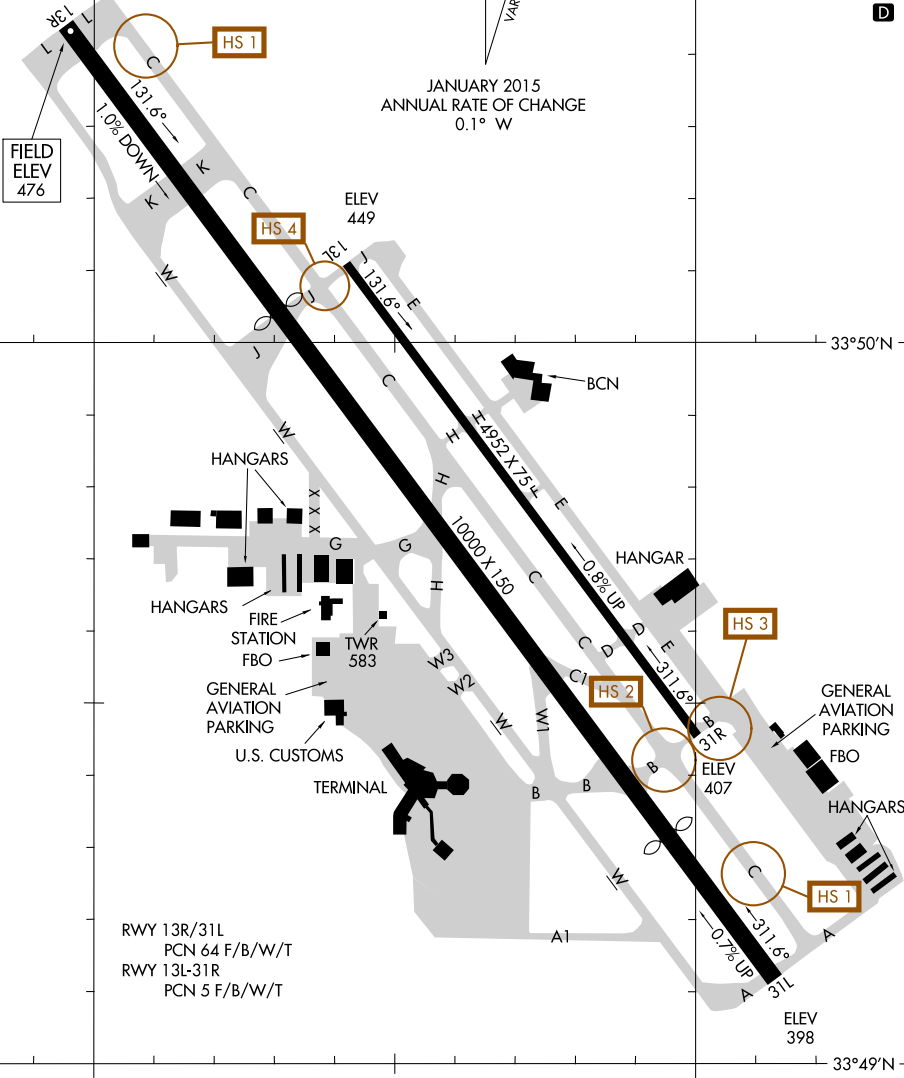 D
13R
L
L
HS 1
C
VAR
JANUARY 2015
ANNUAL RATE OF CHANGE
0.1° W
131.6°
1.0% DOWN
FIELD
ELEV
476
K
K
C
ELEV
449
HS 4
13L
J
W
131.6°
E
J
33°50'N
J
C
BCN
H
H
4952 X 75
F
E
W
HANGARS
H
X
X
X
10000 X 150
G
G
0.8% UP
HANGAR
C
H
HANGARS
FIRE
STATION
TWR
583
FBO
D
D
C
E
HS 3
W3
W2
C1
311.6°
HS 2
GENERAL
AVIATION
PARKING
GENERAL
AVIATION
PARKING
W
W1
B
31R
U.S. CUSTOMS
FBO
B
ELEV
407
TERMINAL
B
B
HANGARS
C
W
HS 1
RWY 13R/31L
PCN 64 F/B/W/T
RWY 13L-31R
PCN 5 F/B/W/T
A1
0.7% UP
311.6°
A
A
31L
ELEV
398
33°49'N